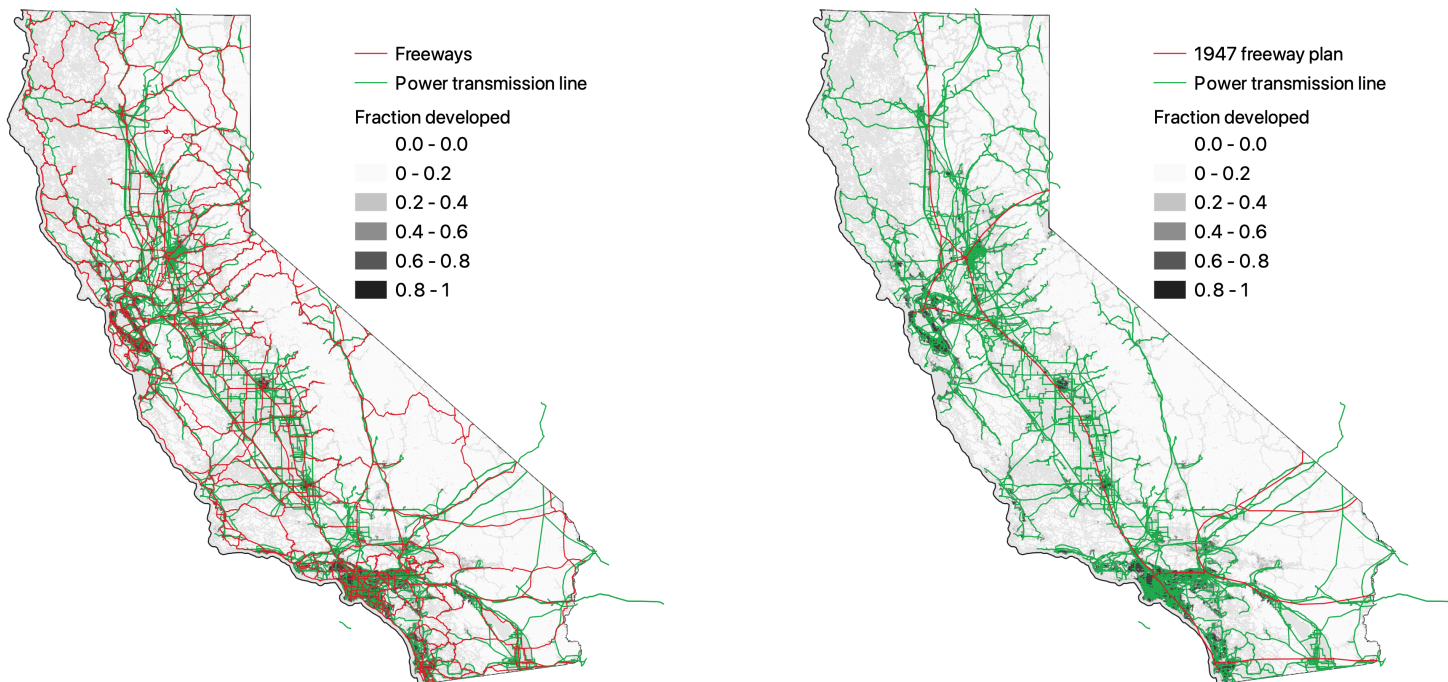 Freeways
Power transmission line
Fraction developed
0.0 - 0.0
0 - 0.2
0.2 - 0.4
0.4 - 0.6
0.6 - 0.8
0.8 - 1
1947 freeway plan
Power transmission line
Fraction developed
0.0 - 0.0
0 - 0.2
0.2 - 0.4
0.4 - 0.6
0.6 - 0.8
0.8 - 1